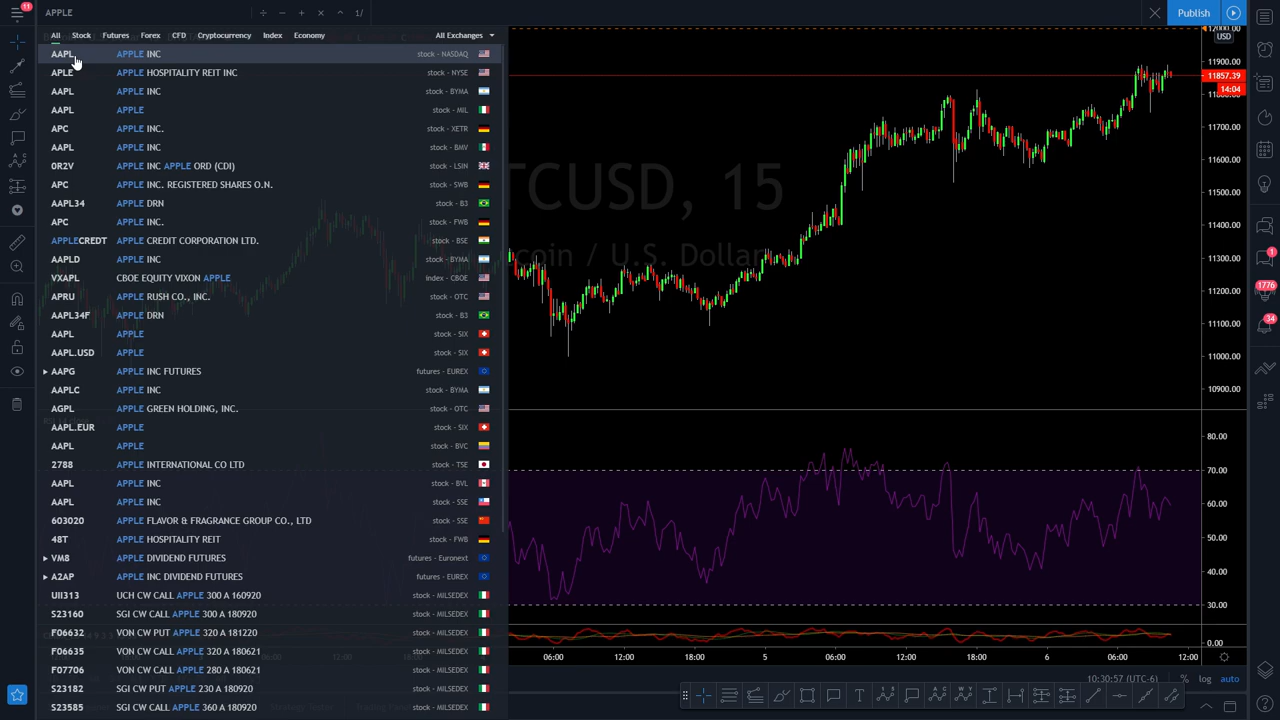 11
APPLE
1/
Publish
All Stock Futures Forex CFD Cryptocurrency Index Economy All Exchanges
AAPL APPLE INC stock - NASDAQ
APLE APPLE HOSPITALITY REIT INC stock - NYSE
AAPL APPLE INC stock - BYMA
AAPL APPLE stock - MIL
APC APPLE INC. stock - XETR
AAPL APPLE INC stock - BMV
0R2V APPLE INC APPLE ORD (CDI) stock - LSIN
APC APPLE INC. REGISTERED SHARES O.N. stock - SWB
AAPL34 APPLE DRN stock - B3
APC APPLE INC. stock - FWB
APPLECREDT APPLE CREDIT CORPORATION LTD. stock - BSE
AAPLD APPLE INC stock - BYMA
VXAPL CBOE EQUITY VIXON APPLE index - CBOE
APRU APPLE RUSH CO., INC. stock - OTC
AAPL34F APPLE DRN stock - B3
AAPL APPLE stock - SIX
AAPL.USD APPLE stock - SIX
AAPG APPLE INC FUTURES futures - EUREX
AAPLC APPLE INC stock - BYMA
AGPL APPLE GREEN HOLDING, INC. stock - OTC
AAPL.EUR APPLE stock - SIX
AAPL APPLE stock - BVC
2788 APPLE INTERNATIONAL CO LTD stock - TSE
AAPL APPLE INC stock - BVL
AAPL APPLE INC stock - SSE
603020 APPLE FLAVOR & FRAGRANCE GROUP CO., LTD stock - SSE
48T APPLE HOSPITALITY REIT stock - FWB
VM8 APPLE DIVIDEND FUTURES futures - Euronext
A2AP APPLE INC DIVIDEND FUTURES futures - EUREX
UII313 UCH CW CALL APPLE 300 A 160920 stock - MILSEDEX
S23160 SGI CW CALL APPLE 300 A 180920 stock - MILSEDEX
F06632 VON CW PUT APPLE 320 A 181220 stock - MILSEDEX
F06635 VON CW CALL APPLE 320 A 180621 stock - MILSEDEX
F07706 VON CW CALL APPLE 280 A 180621 stock - MILSEDEX
S23182 SGI CW PUT APPLE 230 A 180920 stock - MILSEDEX
S23585 SGI CW CALL APPLE 360 A 180920 stock - MILSEDEX
TCUSD, 15
coin / U.S. Dollar
USD
11900.00
11857.39
14:04
11700.00
11600.00
11500.00
11400.00
11300.00
11200.00
11100.00
11000.00
10900.00
80.00
70.00
60.00
50.00
40.00
30.00
0.00
06:00 12:00 18:00 5 06:00 12:00 18:00 6 06:00 12:00
10:30:57 (UTC-6) % log auto
1
1776
34